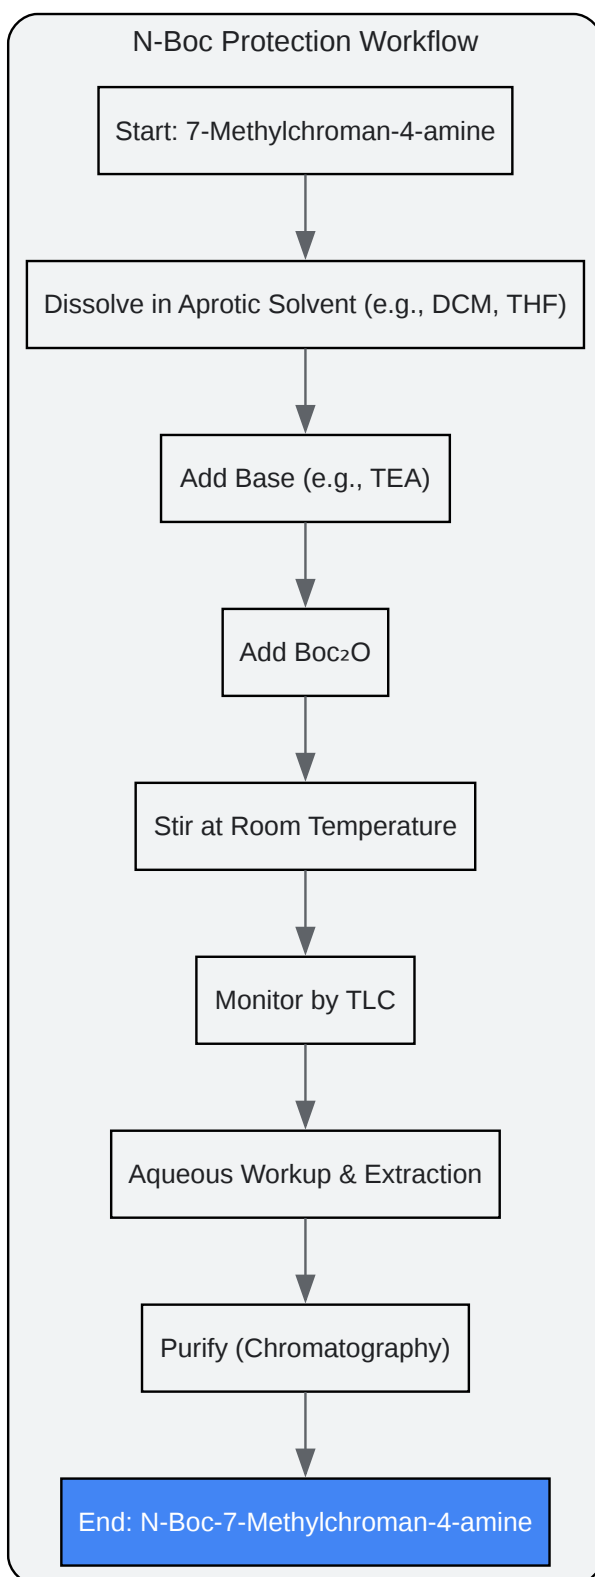 N-Boc Protection Workflow
Start: 7-Methylchroman-4-amine
Dissolve in Aprotic Solvent (e.g., DCM, THF)
Add Base (e.g., TEA)
Add Boc₂O
Stir at Room Temperature
Monitor by TLC
Aqueous Workup & Extraction
Purify (Chromatography)
End: N-Boc-7-Methylchroman-4-amine